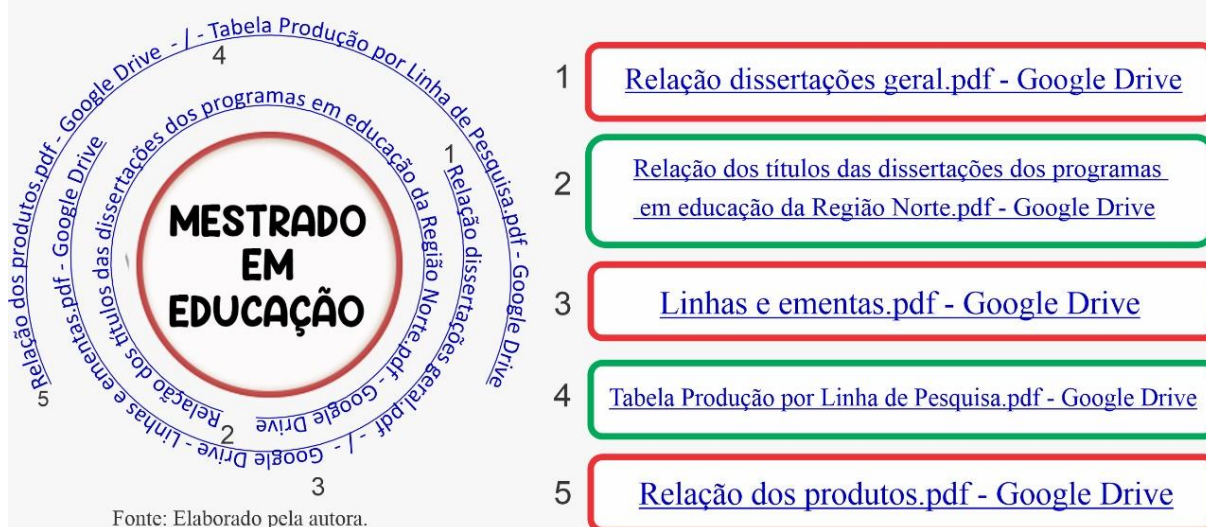 Relação dos produtos.pdf - Google Drive - / - Tabela Produção por Linha de Pesquisa.pdf - Google Drive
4
5
Relação dissertações geral.pdf - / - Google Drive - Linhas e ementas.pdf - Google Drive
1
3
Relação dos títulos das dissertações dos programas em educação da Região Norte.pdf - Google Drive
2
MESTRADO
EM
EDUCAÇÃO
Fonte: Elaborado pela autora.
1
Relação dissertações geral.pdf - Google Drive
2
Relação dos títulos das dissertações dos programas
em educação da Região Norte.pdf - Google Drive
3
Linhas e ementas.pdf - Google Drive
4
Tabela Produção por Linha de Pesquisa.pdf - Google Drive
5
Relação dos produtos.pdf - Google Drive